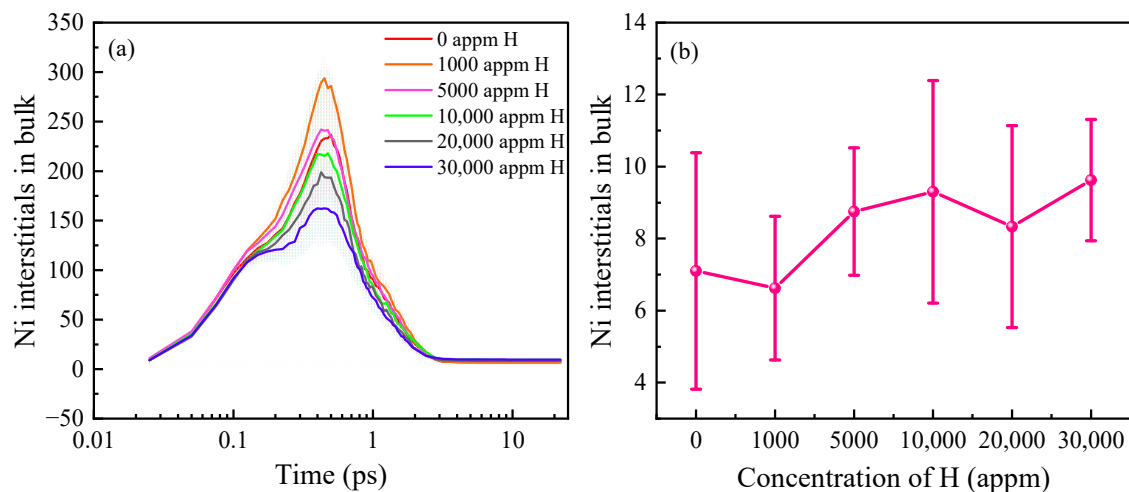 (a)
Ni interstitials in bulk
350
300
250
200
150
100
50
0
−50
0 appm H
1000 appm H
5000 appm H
10,000 appm H
20,000 appm H
30,000 appm H
0.01
0.1
1
10
Time (ps)
(b)
Ni interstitials in bulk
14
12
10
8
6
4
0
1000
5000
10,000
20,000
30,000
Concentration of H (appm)